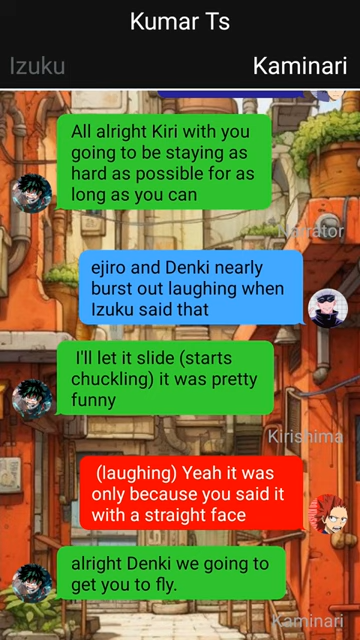 Kumar Ts
Izuku
Kaminari
All alright Kiri with you
going to be staying as
hard as possible for as
long as you can
Narrator
ejiro and Denki nearly
burst out laughing when
Izuku said that
I'll let it slide (starts
chuckling) it was pretty
funny
Kirishima
(laughing) Yeah it was
only because you said it
with a straight face
alright Denki we going to
get you to fly.
Kaminari